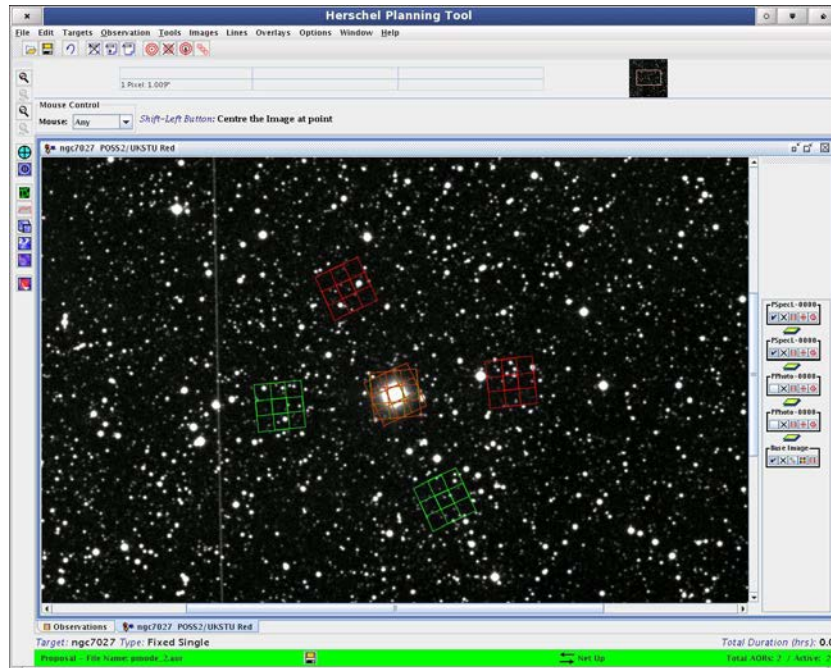 Herschel Planning Tool
File Edit Targets Observation Tools Images Lines Overlays Options Window Help
1 Pixel: 1.009"
Mouse Control
Mouse: Any Shift-Left Button: Centre the Image at point
ngc7027 POSS2/UKSTU Red
PSpecL-0000
PSpecL-0000
PPhoto-0000
PPhoto-0000
Base Image
Observations ngc7027 POSS2/UKSTU Red
Target: ngc7027 Type: Fixed Single Total Duration (hrs): 0.0
Proposal - File Name: pmode_2.aor Net Up Total AORs: 2 / Active: